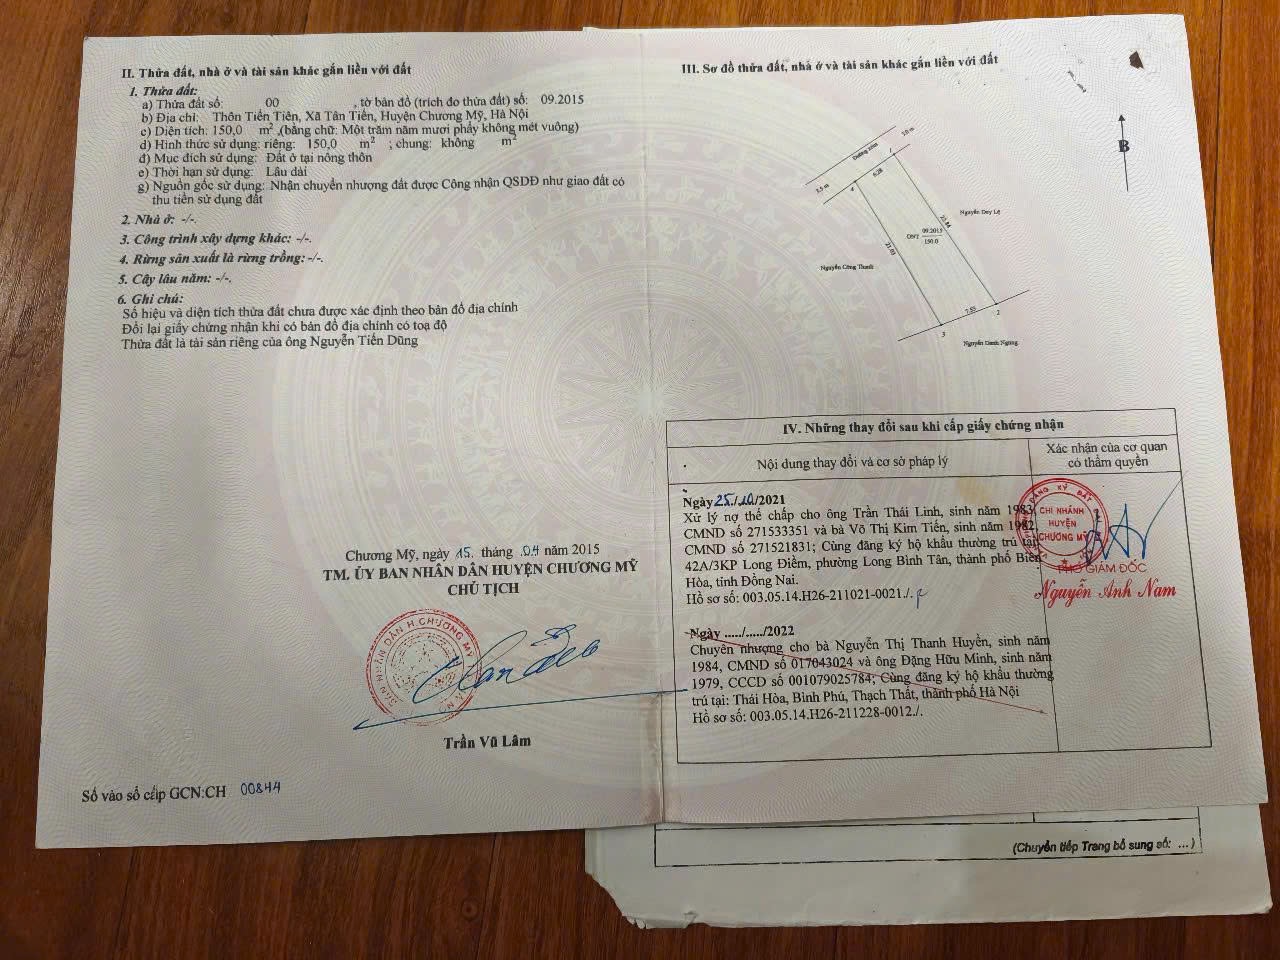 II. Thửa đất, nhà ở và tài sản khác gắn liền với đất
1. Thửa đất:
a) Thửa đất số: 00 , tờ bản đồ (trích đo thửa đất) số: 09.2015
b) Địa chỉ: Thôn Tiến Tiên, Xã Tân Tiến, Huyện Chương Mỹ, Hà Nội
c) Diện tích: 150,0 m² ,(bằng chữ: Một trăm năm mươi phẩy không mét vuông)
d) Hình thức sử dụng: riêng: 150,0 m² ; chung: không m²
đ) Mục đích sử dụng: Đất ở tại nông thôn
e) Thời hạn sử dụng: Lâu dài
g) Nguồn gốc sử dụng: Nhận chuyển nhượng đất được Công nhận QSDĐ như giao đất có
thu tiền sử dụng đất
2. Nhà ở: -/-.
3. Công trình xây dựng khác: -/-.
4. Rừng sản xuất là rừng trồng: -/-.
5. Cây lâu năm: -/-.
6. Ghi chú:
Số hiệu và diện tích thửa đất chưa được xác định theo bản đồ địa chính
Đổi lại giấy chứng nhận khi có bản đồ địa chính có toạ độ
Thửa đất là tài sản riêng của ông Nguyễn Tiến Dũng
Chương Mỹ, ngày 15. tháng .04 năm 2015
TM. ỦY BAN NHÂN DÂN HUYỆN CHƯƠNG MỸ
CHỦ TỊCH
Trần Vũ Lâm
Số vào sổ cấp GCN:CH 00844
III. Sơ đồ thửa đất, nhà ở và tài sản khác gắn liền với đất
B
Đường xóm
3.0 m
3.5 m
1
4
6.28
Nguyễn Duy Lệ
ONT
09.2015
150.0
Nguyễn Công Thanh
2
3
Nguyễn Danh Ngung
IV. Những thay đổi sau khi cấp giấy chứng nhận
Nội dung thay đổi và cơ sở pháp lý
Xác nhận của cơ quan
có thẩm quyền
Ngày 25./10./2021
Xử lý nợ thế chấp cho ông Trần Thái Linh, sinh năm 1983,
CMND số 271533351 và bà Võ Thị Kim Tiến, sinh năm 1982,
CMND số 271521831; Cùng đăng ký hộ khẩu thường trú tại
42A/3KP Long Điềm, phường Long Bình Tân, thành phố Biên
Hòa, tỉnh Đồng Nai.
Hồ sơ số: 003.05.14.H26-211021-0021./.
CHI NHÁNH
HUYỆN
CHƯƠNG MỸ
PHÓ GIÁM ĐỐC
Nguyễn Anh Nam
Ngày ...../...../2022
Chuyển nhượng cho bà Nguyễn Thị Thanh Huyền, sinh năm
1984, CMND số 017043024 và ông Đặng Hữu Minh, sinh năm
1979, CCCD số 001079025784; Cùng đăng ký hộ khẩu thường
trú tại: Thái Hòa, Bình Phú, Thạch Thất, thành phố Hà Nội
Hồ sơ số: 003.05.14.H26-211228-0012./.
(Chuyển tiếp Trang bổ sung số: ...)